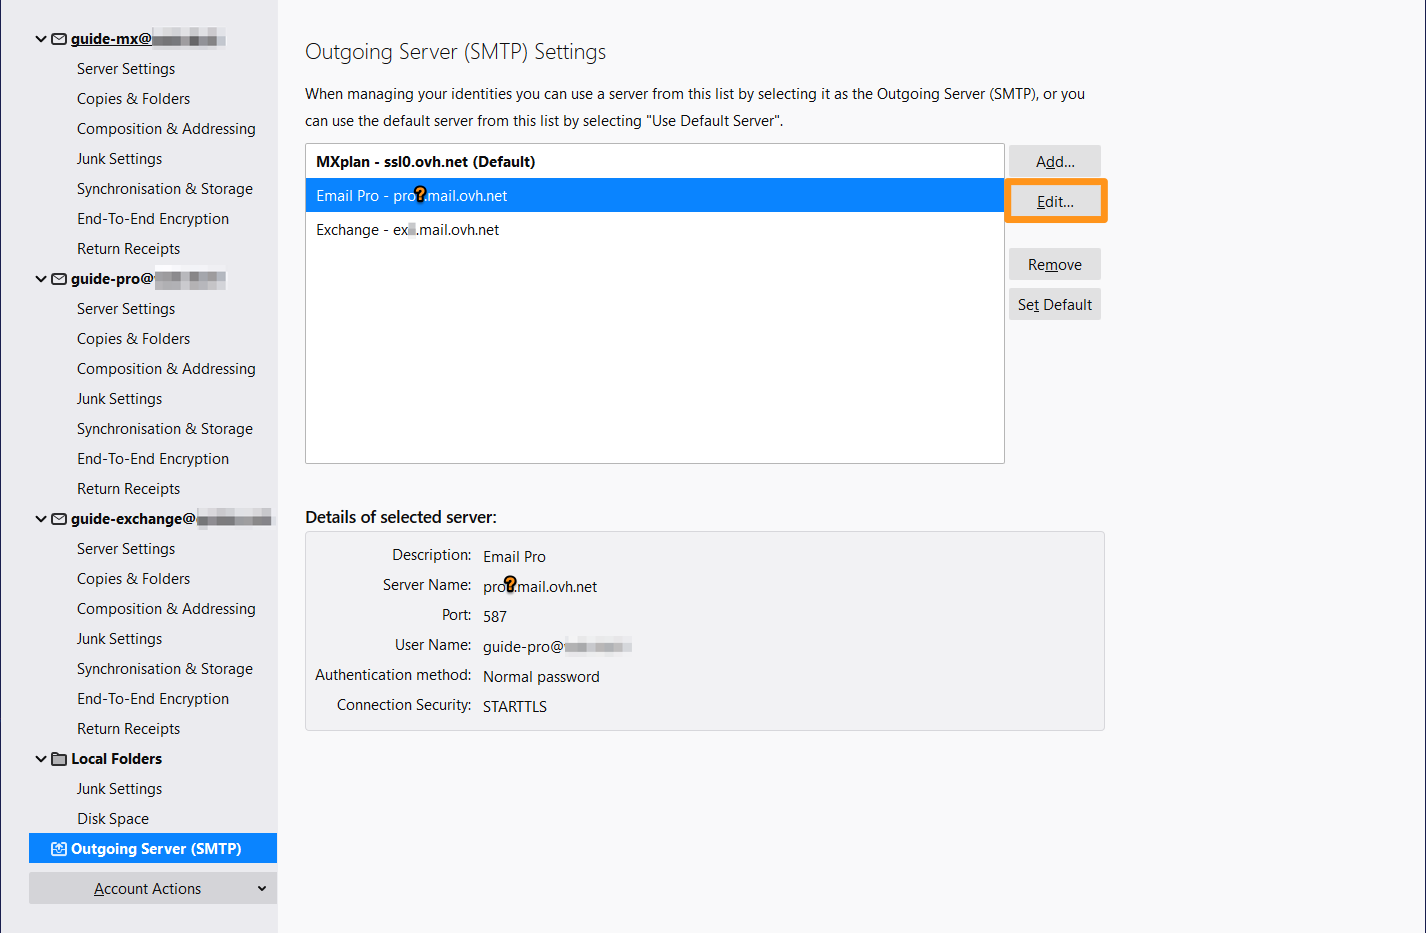 guide-mx@
Server Settings
Copies & Folders
Composition & Addressing
Junk Settings
Synchronisation & Storage
End-To-End Encryption
Return Receipts
guide-pro@
Server Settings
Copies & Folders
Composition & Addressing
Junk Settings
Synchronisation & Storage
End-To-End Encryption
Return Receipts
guide-exchange@
Server Settings
Copies & Folders
Composition & Addressing
Junk Settings
Synchronisation & Storage
End-To-End Encryption
Return Receipts
Local Folders
Junk Settings
Disk Space
Outgoing Server (SMTP)
Account Actions
Outgoing Server (SMTP) Settings
When managing your identities you can use a server from this list by selecting it as the Outgoing Server (SMTP), or you
can use the default server from this list by selecting "Use Default Server".
MXplan - ssl0.ovh.net (Default)
Email Pro - pro?.mail.ovh.net
Exchange - ex.mail.ovh.net
Add...
Edit...
Remove
Set Default
Details of selected server:
Description: Email Pro
Server Name: pro?.mail.ovh.net
Port: 587
User Name: guide-pro@
Authentication method: Normal password
Connection Security: STARTTLS